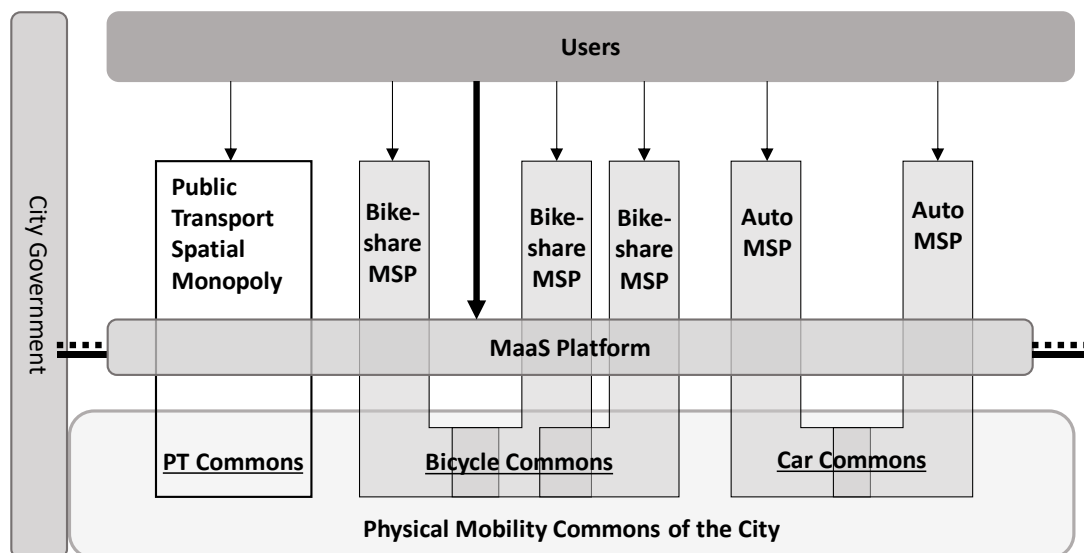 Users
City Government
Public
Transport
Spatial
Monopoly
Bike-
share
MSP
Bike-
share
MSP
Bike-
share
MSP
Auto
MSP
Auto
MSP
MaaS Platform
PT Commons
Bicycle Commons
Car Commons
Physical Mobility Commons of the City